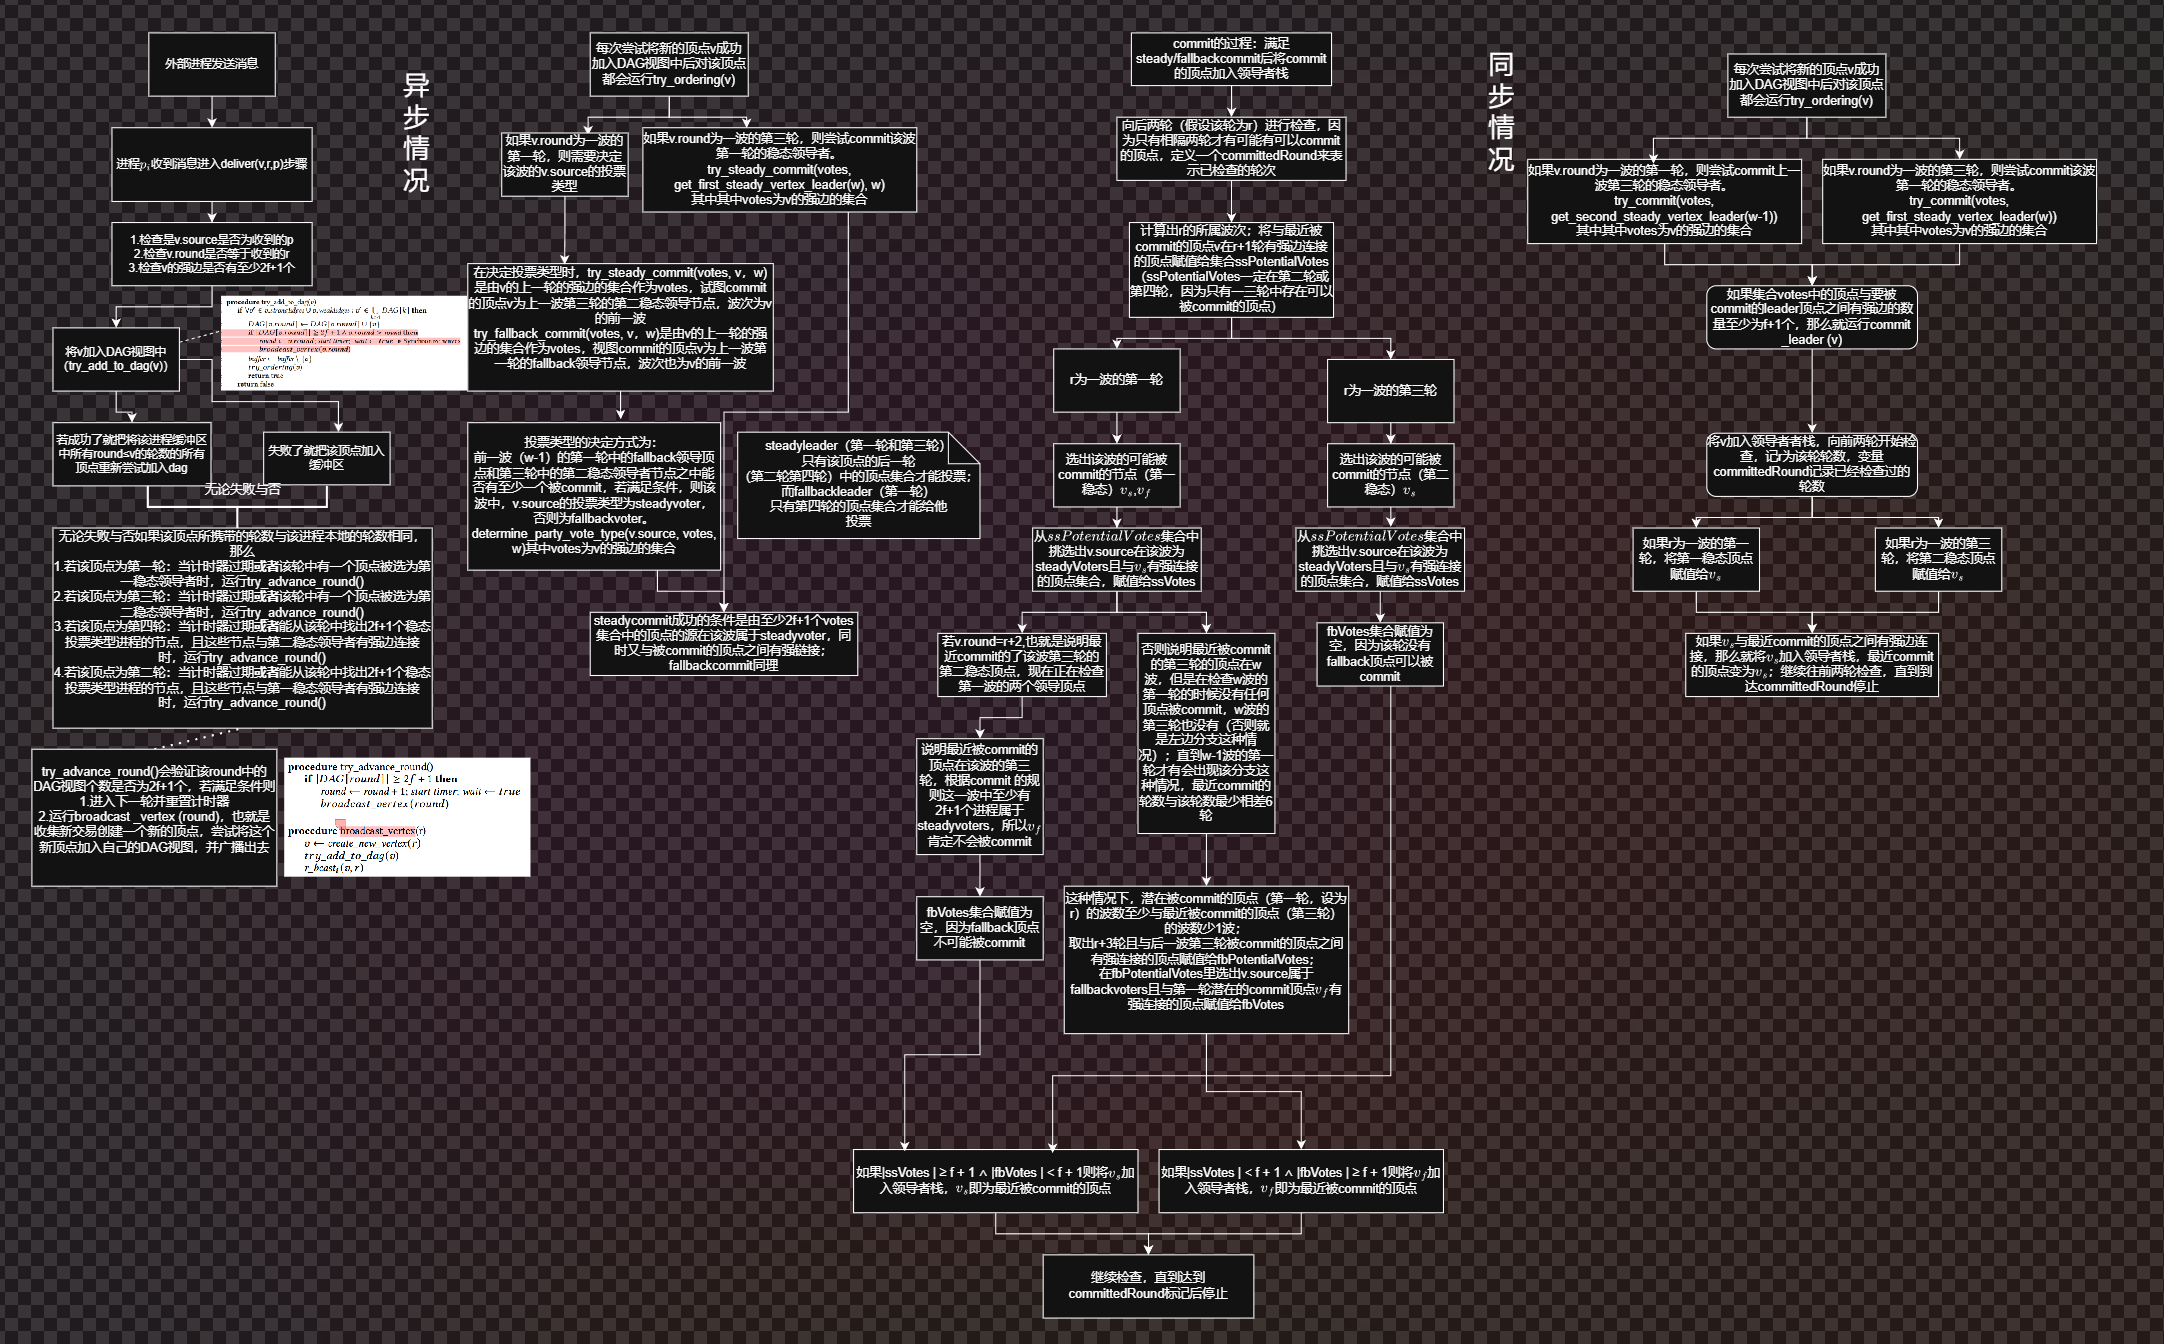 外部进程发送消息
进程p_i收到消息进入deliver(v,r,p)步骤
1.检查是v.source是否为收到的p
2.检查v.round是否等于收到的r
3.检查v的强边是否有至少2f+1个
将v加入DAG视图中
(try_add_to_dag(v))
procedure try_add_to_dag(v)
DAG[v.round] ← DAG[v.round] ∪ {v}
broadcast_vertex(v.round)
buffer ← buffer \ {v}
try_ordering(v)
return true
return false
若成功了就把将该进程缓冲区
中所有round≤v的轮数的所有
顶点重新尝试加入dag
失败了就把该顶点加入
缓冲区
无论失败与否
无论失败与否如果该顶点所携带的轮数与该进程本地的轮数相同，
那么
1.若该顶点为第一轮：当计时器过期或者该轮中有一个顶点被选为第
一稳态领导者时，运行try_advance_round()
2.若该顶点为第三轮：当计时器过期或者该轮中有一个顶点被选为第
二稳态领导者时，运行try_advance_round()
3.若该顶点为第四轮：当计时器过期或者能从该轮中找出2f+1个稳态
投票类型进程的节点，且这些节点与第二稳态领导者有强边连接
时，运行try_advance_round()
4.若该顶点为第二轮：当计时器过期或者能从该轮中找出2f+1个稳态
投票类型进程的节点，且这些节点与第一稳态领导者有强边连接
时，运行try_advance_round()
try_advance_round()会验证该round中的
DAG视图个数是否为2f+1个，若满足条件则
1.进入下一轮并重置计时器
2.运行broadcast _vertex (round)，也就是
收集新交易创建一个新的顶点，尝试将这个
新顶点加入自己的DAG视图，并广播出去
procedure try_advance_round()
if |DAG[round]| ≥ 2f + 1 then
round ← round + 1; start timer; wait ← true
broadcast_vertex(round)
procedure broadcast_vertex(r)
v ← create_new_vertex(r)
try_add_to_dag(v)
r_bcast_i(v, r)
异步情况
每次尝试将新的顶点v成功
加入DAG视图中后对该顶点
都会运行try_ordering(v)
如果v.round为一波的
第一轮，则需要决定
该波的v.source的投票
类型
如果v.round为一波的第三轮，则尝试commit该波
第一轮的稳态领导者。
try_steady_commit(votes,
get_first_steady_vertex_leader(w), w)
其中其中votes为v的强边的集合
在决定投票类型时，try_steady_commit(votes, v，w)
是由v的上一轮的强边的集合作为votes，试图commit
的顶点v为上一波第三轮的第二稳态领导节点，波次为v
的前一波
try_fallback_commit(votes, v，w)是由v的上一轮的强
边的集合作为votes，视图commit的顶点v为上一波第
一轮的fallback领导节点，波次也为v的前一波
投票类型的决定方式为：
前一波（w-1）的第一轮中的fallback领导顶
点和第三轮中的第二稳态领导者节点之中能
否有至少一个被commit，若满足条件，则该
波中，v.source的投票类型为steadyvoter，
否则为fallbackvoter。
determine_party_vote_type(v.source, votes,
w)其中votes为v的强边的集合
steadyleader（第一轮和第三轮）
只有该顶点的后一轮
（第二轮第四轮）中的顶点集合才能投票；
而fallbackleader（第一轮）
只有第四轮的顶点集合才能给他
投票
steadycommit成功的条件是由至少2f+1个votes
集合中的顶点的源在该波属于steadyvoter，同
时又与被commit的顶点之间有强链接；
fallbackcommit同理
commit的过程：满足
steady/fallbackcommit后将commit
的顶点加入领导者栈
向后两轮（假设该轮为r）进行检查，因
为只有相隔两轮才有可能有可以commit
的顶点，定义一个committedRound来表
示已检查的轮次
计算出r的所属波次；将与最近被
commit的顶点v在r+1轮有强边连接
的顶点赋值给集合ssPotentialVotes
（ssPotentialVotes一定在第二轮或
第四轮，因为只有一三轮中存在可以
被commit的顶点）
r为一波的第一轮
r为一波的第三轮
选出该波的可能被
commit的节点（第一
稳态）v_s,v_f
选出该波的可能被
commit的节点（第二
稳态）v_s
从ssPotentialVotes集合中
挑选出v.source在该波为
steadyVoters且与v_s有强连接
的顶点集合，赋值给ssVotes
从ssPotentialVotes集合中
挑选出v.source在该波为
steadyVoters且与v_s有强连接
的顶点集合，赋值给ssVotes
若v.round=r+2,也就是说明最
近commit的了该波第三轮的
第二稳态顶点，现在正在检查
第一波的两个领导顶点
否则说明最近被commit
的第三轮的顶点在w
波，但是在检查w波的
第一轮的时候没有任何
顶点被commit，w波的
第三轮也没有（否则就
是左边分支这种情
况）；直到w-1波的第一
轮才有会出现该分支这
种情况，最近commit的
轮数与该轮数最少相差6
轮
fbVotes集合赋值为
空，因为该轮没有
fallback顶点可以被
commit
说明最近被commit的
顶点在该波的第三
轮，根据commit 的规
则这一波中至少有
2f+1个进程属于
steadyvoters，所以v_f
肯定不会被commit
fbVotes集合赋值为
空，因为fallback顶点
不可能被commit
这种情况下，潜在被commit的顶点（第一轮，设为
r）的波数至少与最近被commit的顶点（第三轮）
的波数少1波；
取出r+3轮且与后一波第三轮被commit的顶点之间
有强连接的顶点赋值给fbPotentialVotes；
在fbPotentialVotes里选出v.source属于
fallbackvoters且与第一轮潜在的commit顶点v_f有
强连接的顶点赋值给fbVotes
如果|ssVotes | ≥ f + 1 ∧ |fbVotes | < f + 1则将v_s加
入领导者栈，v_s即为最近被commit的顶点
如果|ssVotes | < f + 1 ∧ |fbVotes | ≥ f + 1则将v_f加
入领导者栈，v_f即为最近被commit的顶点
继续检查，直到达到
committedRound标记后停止
同步情况
每次尝试将新的顶点v成功
加入DAG视图中后对该顶点
都会运行try_ordering(v)
如果v.round为一波的第一轮，则尝试commit上一
波第三轮的稳态领导者。
try_commit(votes,
get_second_steady_vertex_leader(w-1))
其中其中votes为v的强边的集合
如果v.round为一波的第三轮，则尝试commit该波
第一轮的稳态领导者。
try_commit(votes,
get_first_steady_vertex_leader(w))
其中其中votes为v的强边的集合
如果集合votes中的顶点与要被
commit的leader顶点之间有强边的数
量至少为f+1个，那么就运行commit
_leader (v)
将v加入领导者者栈，向前两轮开始检
查，记r为该轮轮数，变量
committedRound记录已经检查过的
轮数
如果r为一波的第一
轮，将第一稳态顶点
赋值给v_s
如果r为一波的第三
轮，将第二稳态顶点
赋值给v_s
如果v_s与最近commit的顶点之间有强边连
接，那么就将v_s加入领导者栈，最近commit
的顶点变为v_s；继续往前两轮检查，直到到
达committedRound停止